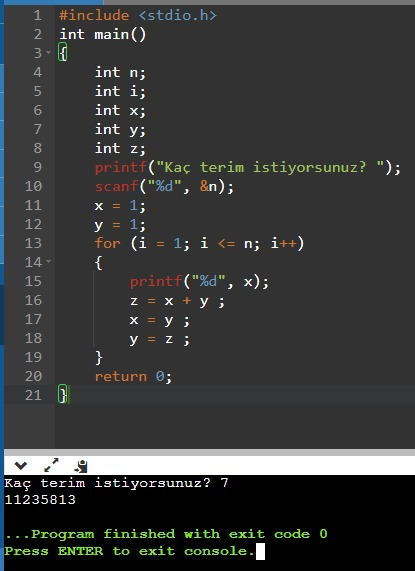 1 #include <stdio.h>
2 int main()
3 {
4 int n;
5 int i;
6 int x;
7 int y;
8 int z;
9 printf("Kaç terim istiyorsunuz? ");
10 scanf("%d", &n);
11 x = 1;
12 y = 1;
13 for (i = 1; i <= n; i++)
14 {
15 printf("%d", x);
16 z = x + y ;
17 x = y ;
18 y = z ;
19 }
20 return 0;
21 }
Kaç terim istiyorsunuz? 7
11235813
...Program finished with exit code 0
Press ENTER to exit console.